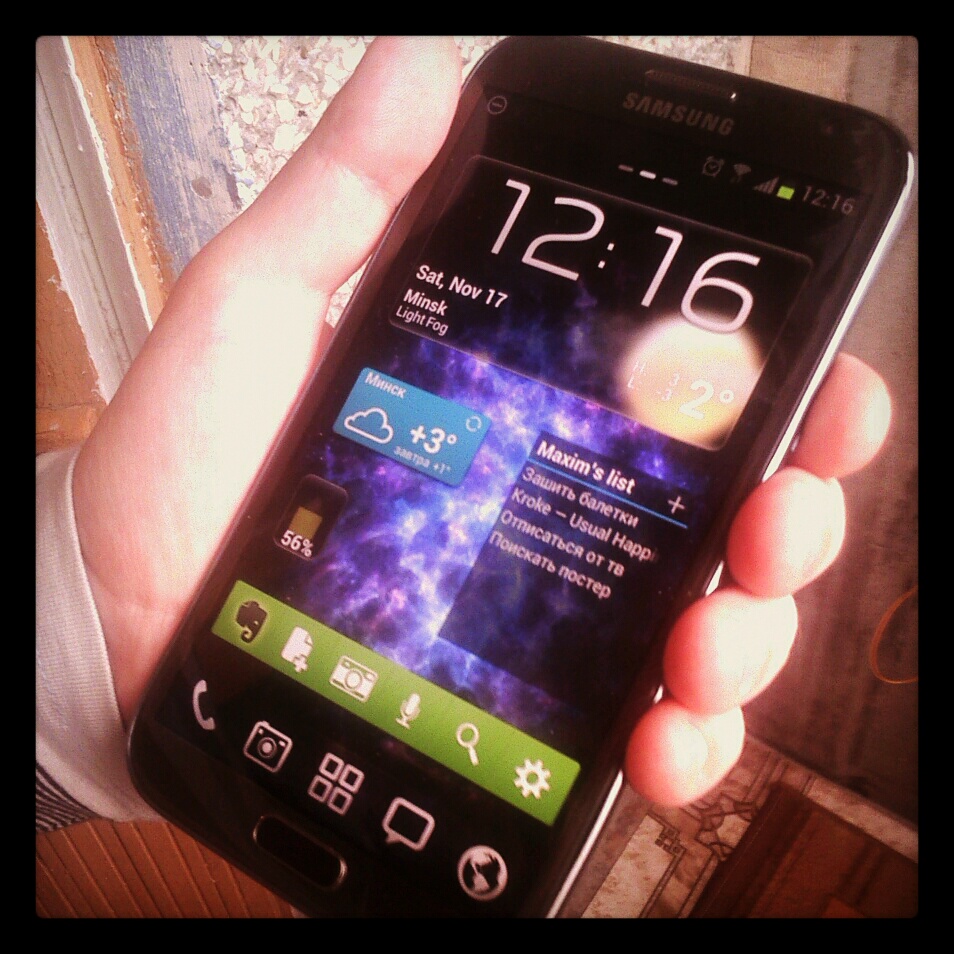 SAMSUNG
12:16
12:16
Sat, Nov 17
Minsk
Light Fog
2°
Минск
+3°
завтра +1°
Maxim's list
+
Зашить балетки
Kroke – Usual Happi
Отписаться от тв
Поискать постер
56%